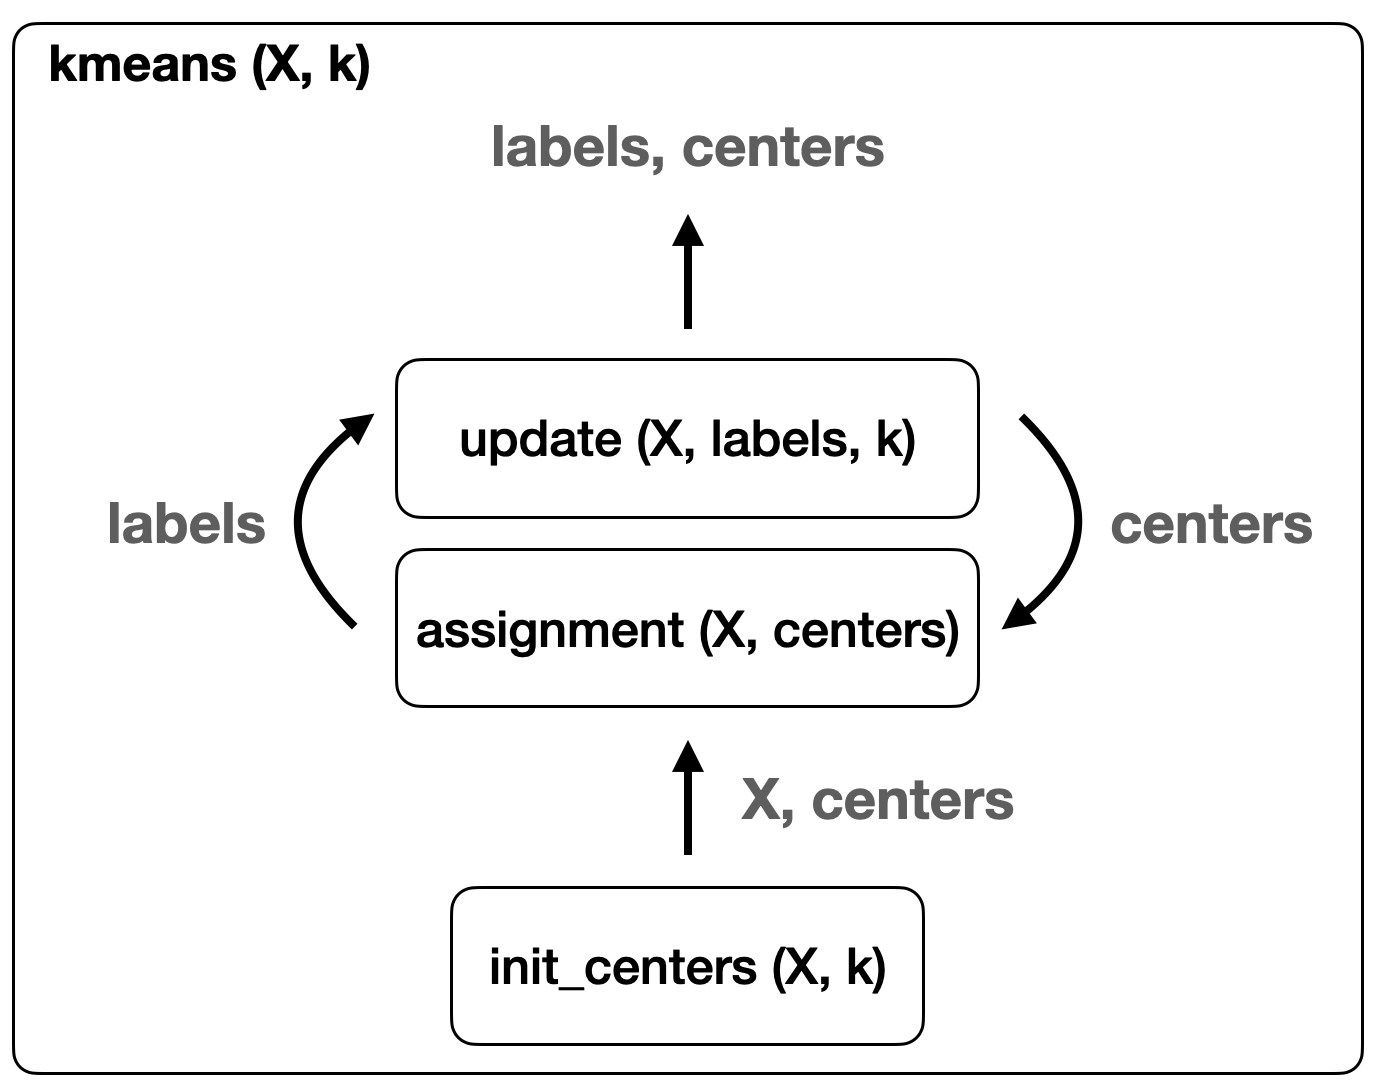 kmeans (X, k)
labels, centers
update (X, labels, k)
labels
centers
assignment (X, centers)
X, centers
init_centers (X, k)